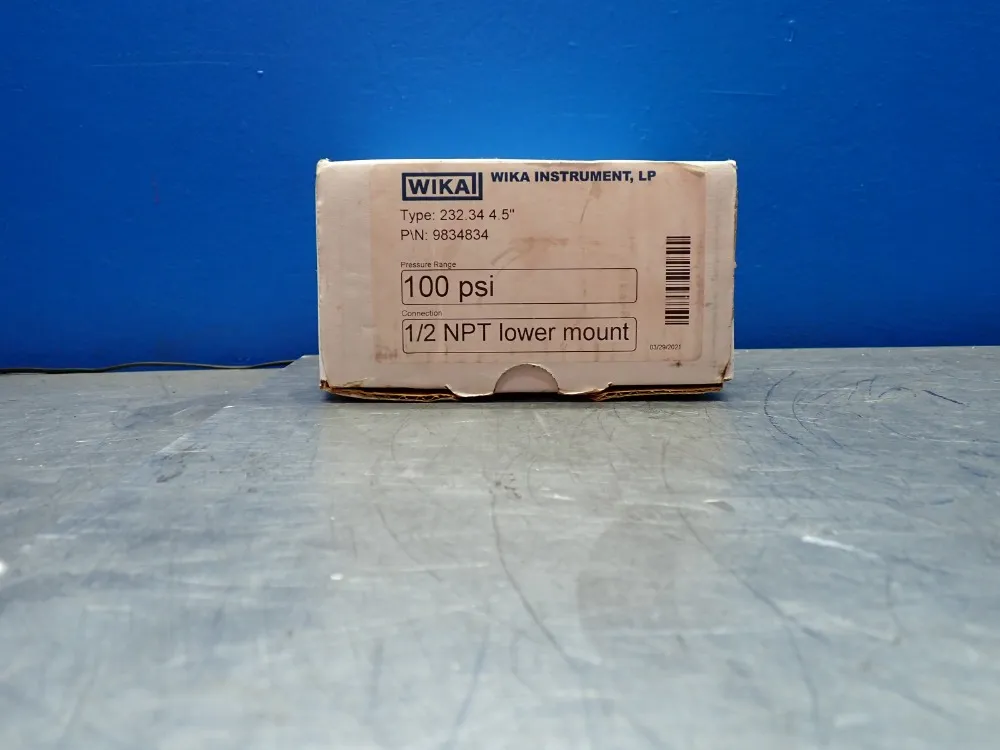 WIKA
WIKA INSTRUMENT, LP
Type: 232.34 4.5"
P\N: 9834834
Pressure Range
100 psi
Connection
1/2 NPT lower mount
03/29/2021